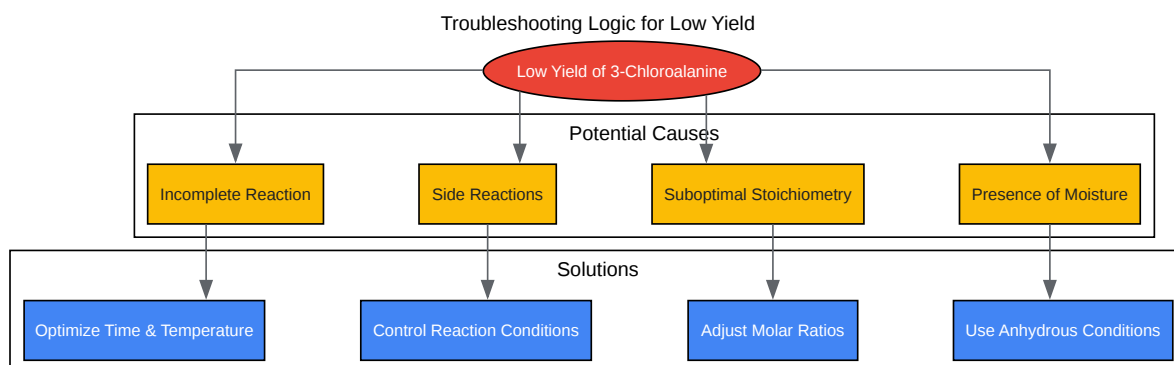 Troubleshooting Logic for Low Yield
Low Yield of 3-Chloroalanine
Potential Causes
Incomplete Reaction
Side Reactions
Suboptimal Stoichiometry
Presence of Moisture
Solutions
Optimize Time & Temperature
Control Reaction Conditions
Adjust Molar Ratios
Use Anhydrous Conditions